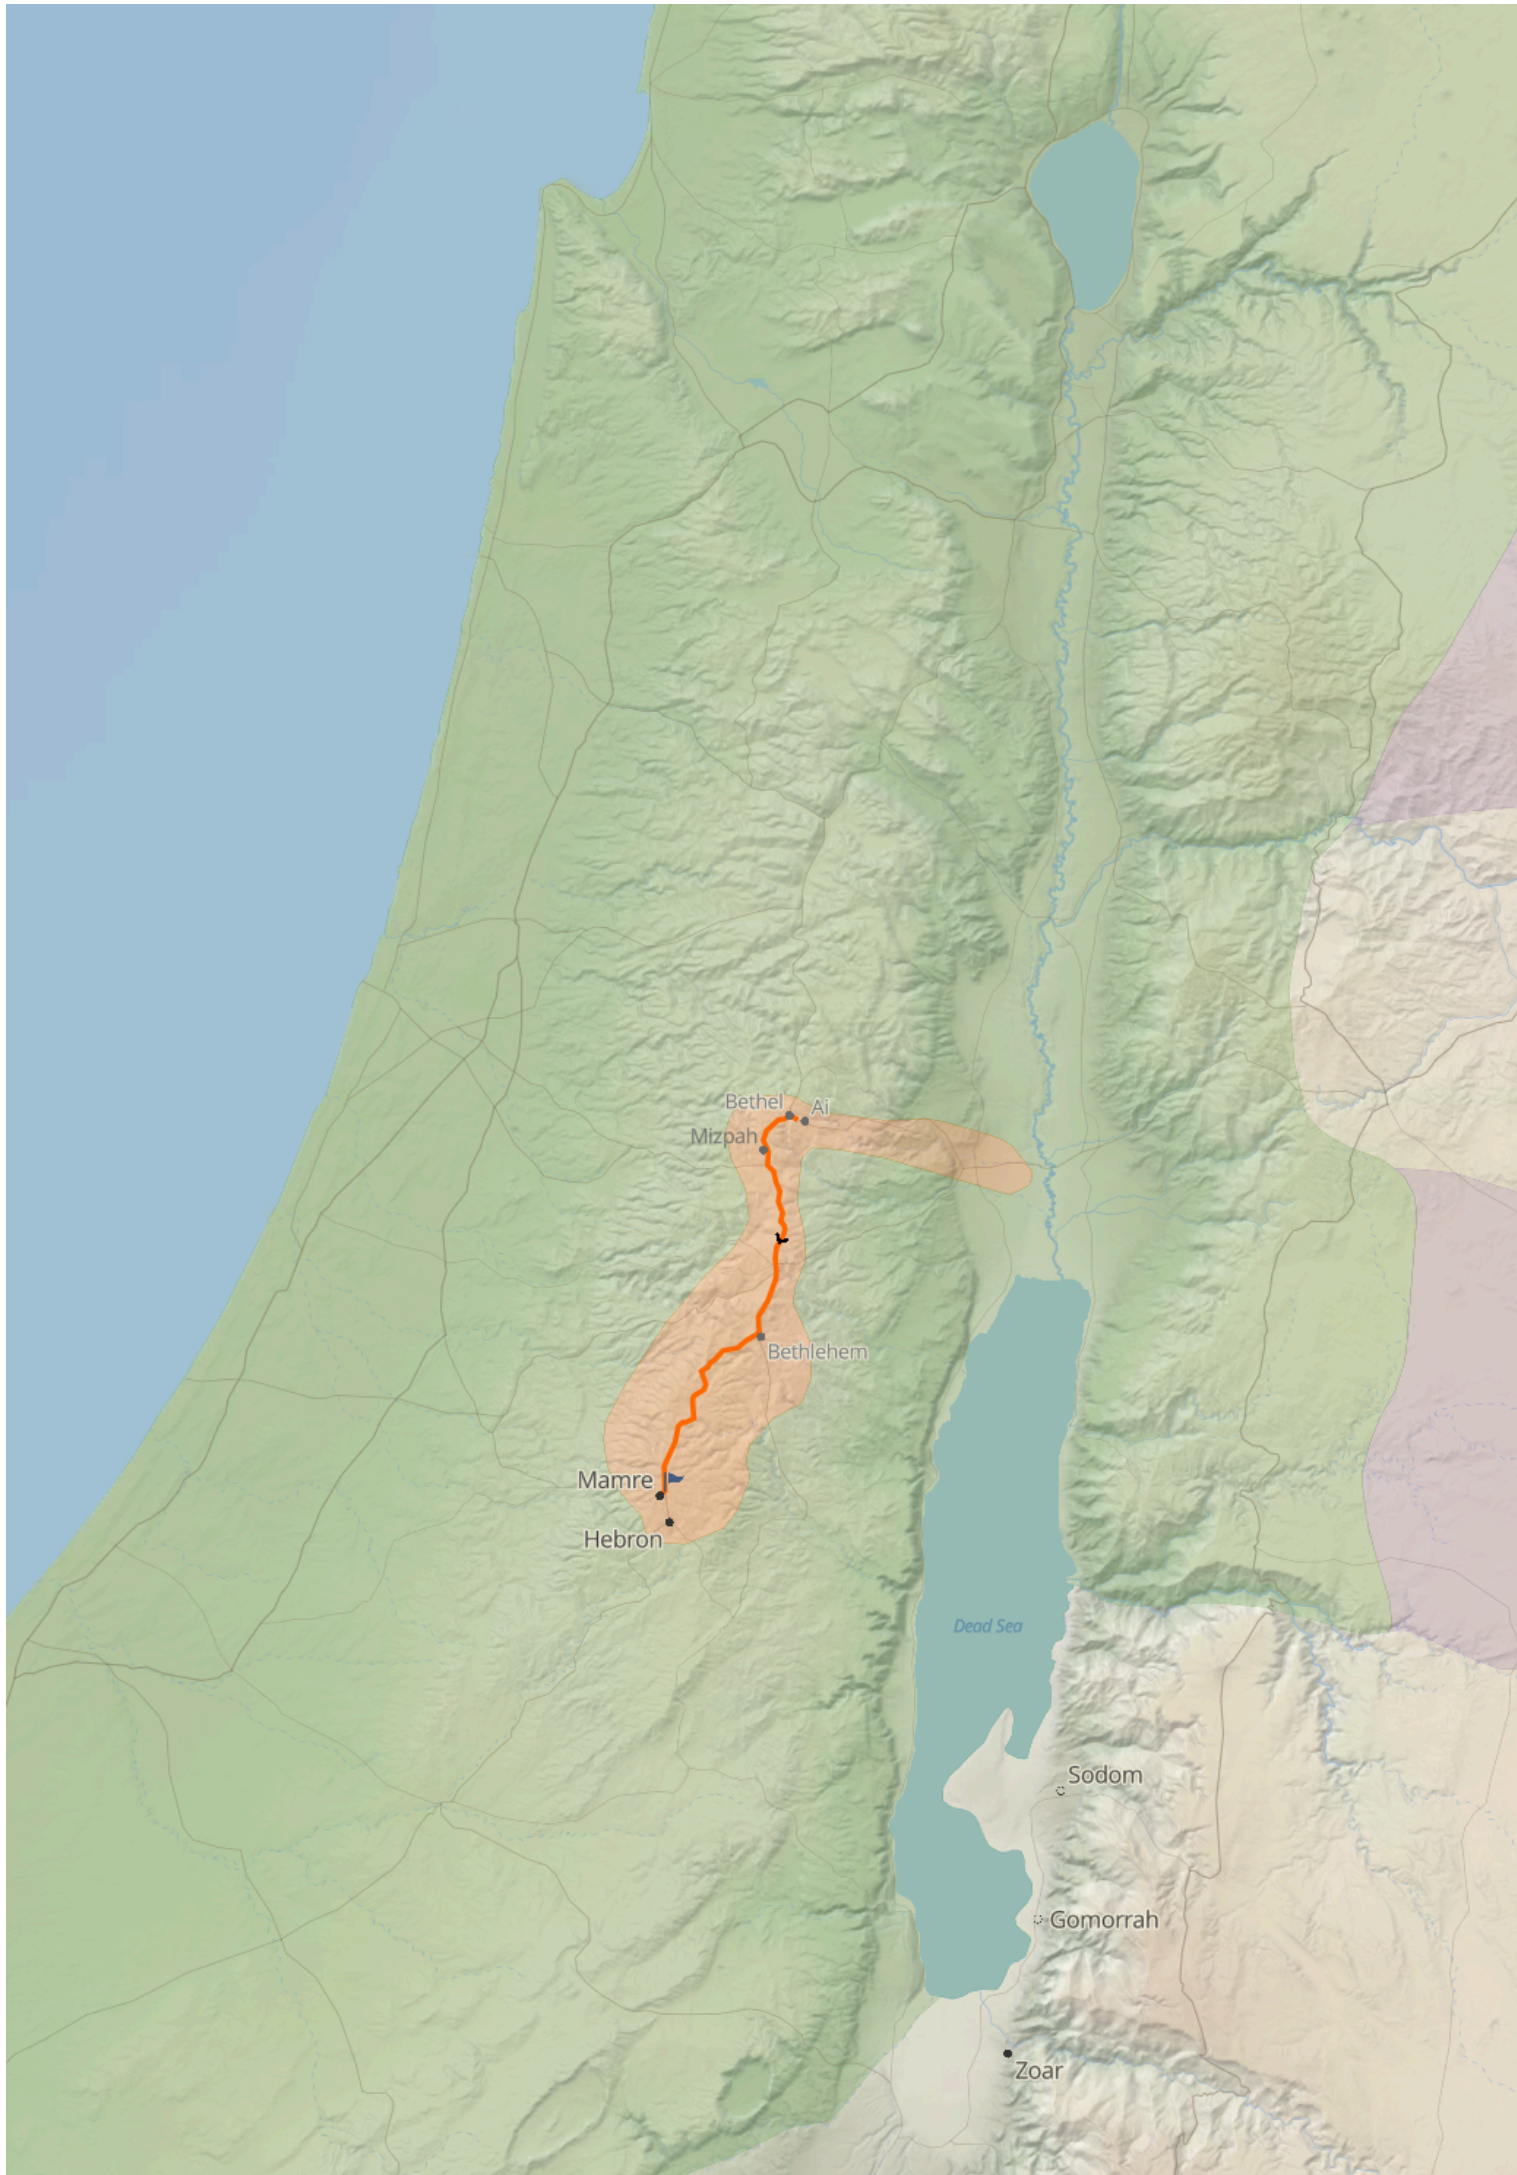 Bethel
Ai
Mizpah
Bethlehem
Mamre
Hebron
Dead Sea
Sodom
Gomorrah
Zoar